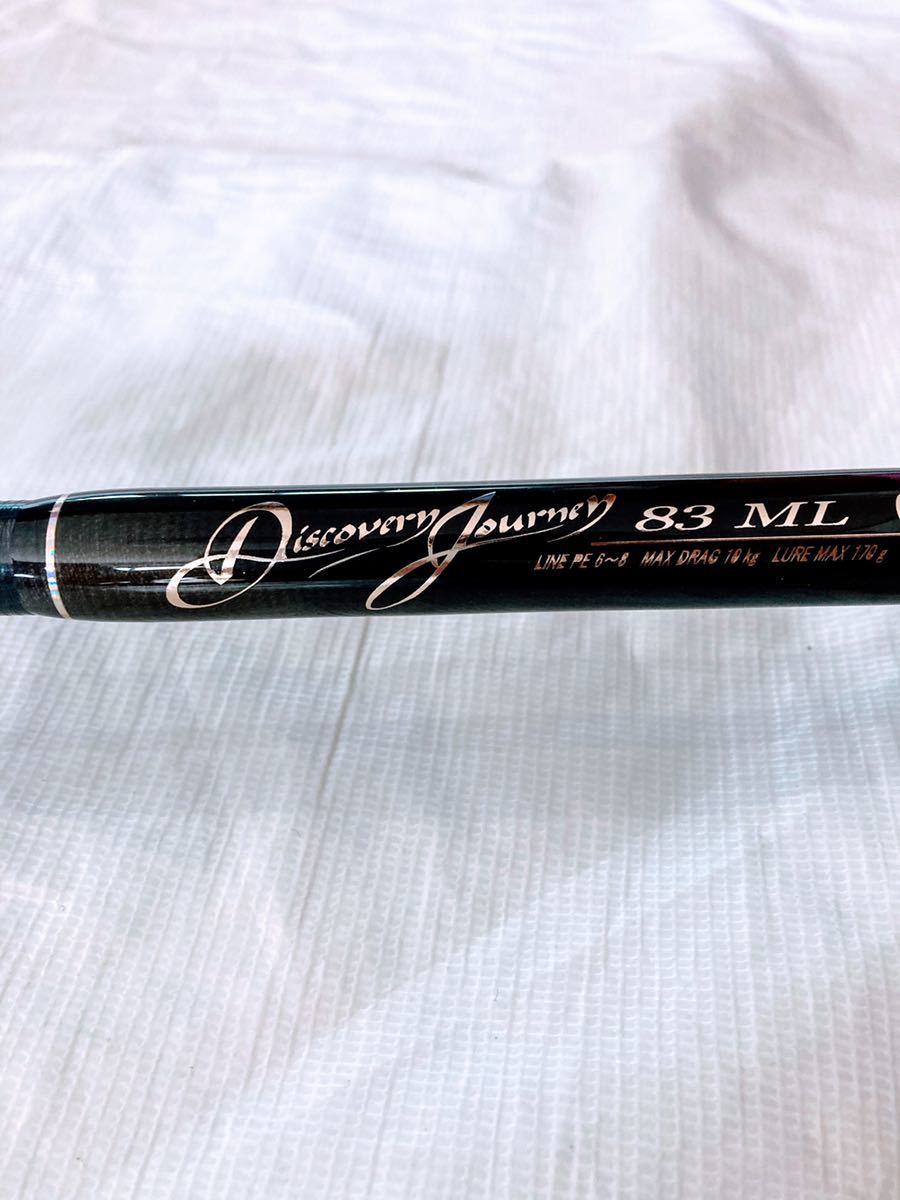 Discovery Journey 83 ML
LINE PE 6～8 MAX DRAG 10 kg LURE MAX 170 g